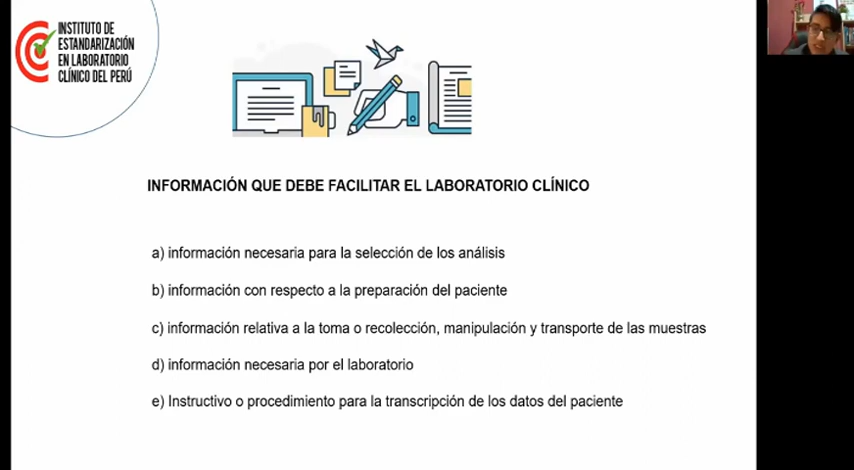 INSTITUTO DE
ESTANDARIZACIÓN
EN LABORATORIO
CLÍNICO DEL PERÚ
INFORMACIÓN QUE DEBE FACILITAR EL LABORATORIO CLÍNICO
a) información necesaria para la selección de los análisis
b) información con respecto a la preparación del paciente
c) información relativa a la toma o recolección, manipulación y transporte de las muestras
d) información necesaria por el laboratorio
e) Instructivo o procedimiento para la transcripción de los datos del paciente